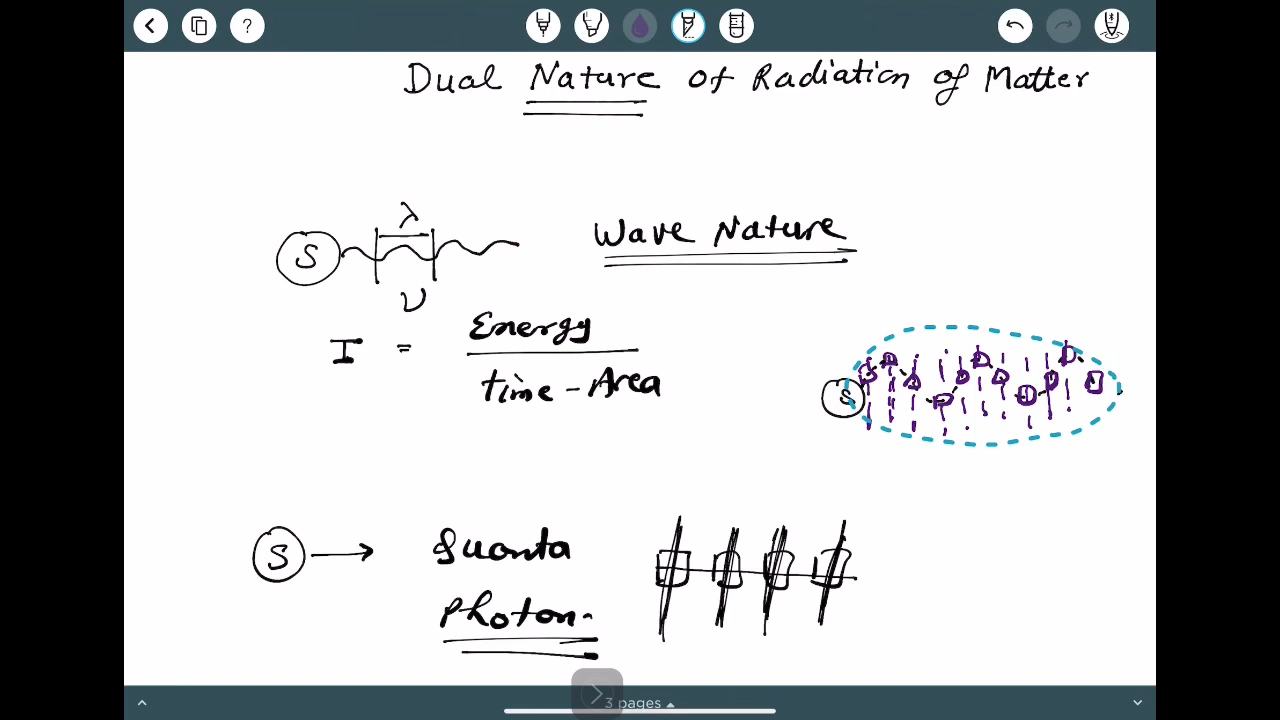 ?
Dual Nature of Radiation of Matter
λ
S
Wave Nature
ν
I = Energy
time - Area
S
S → Quanta
Photon.
3 pages